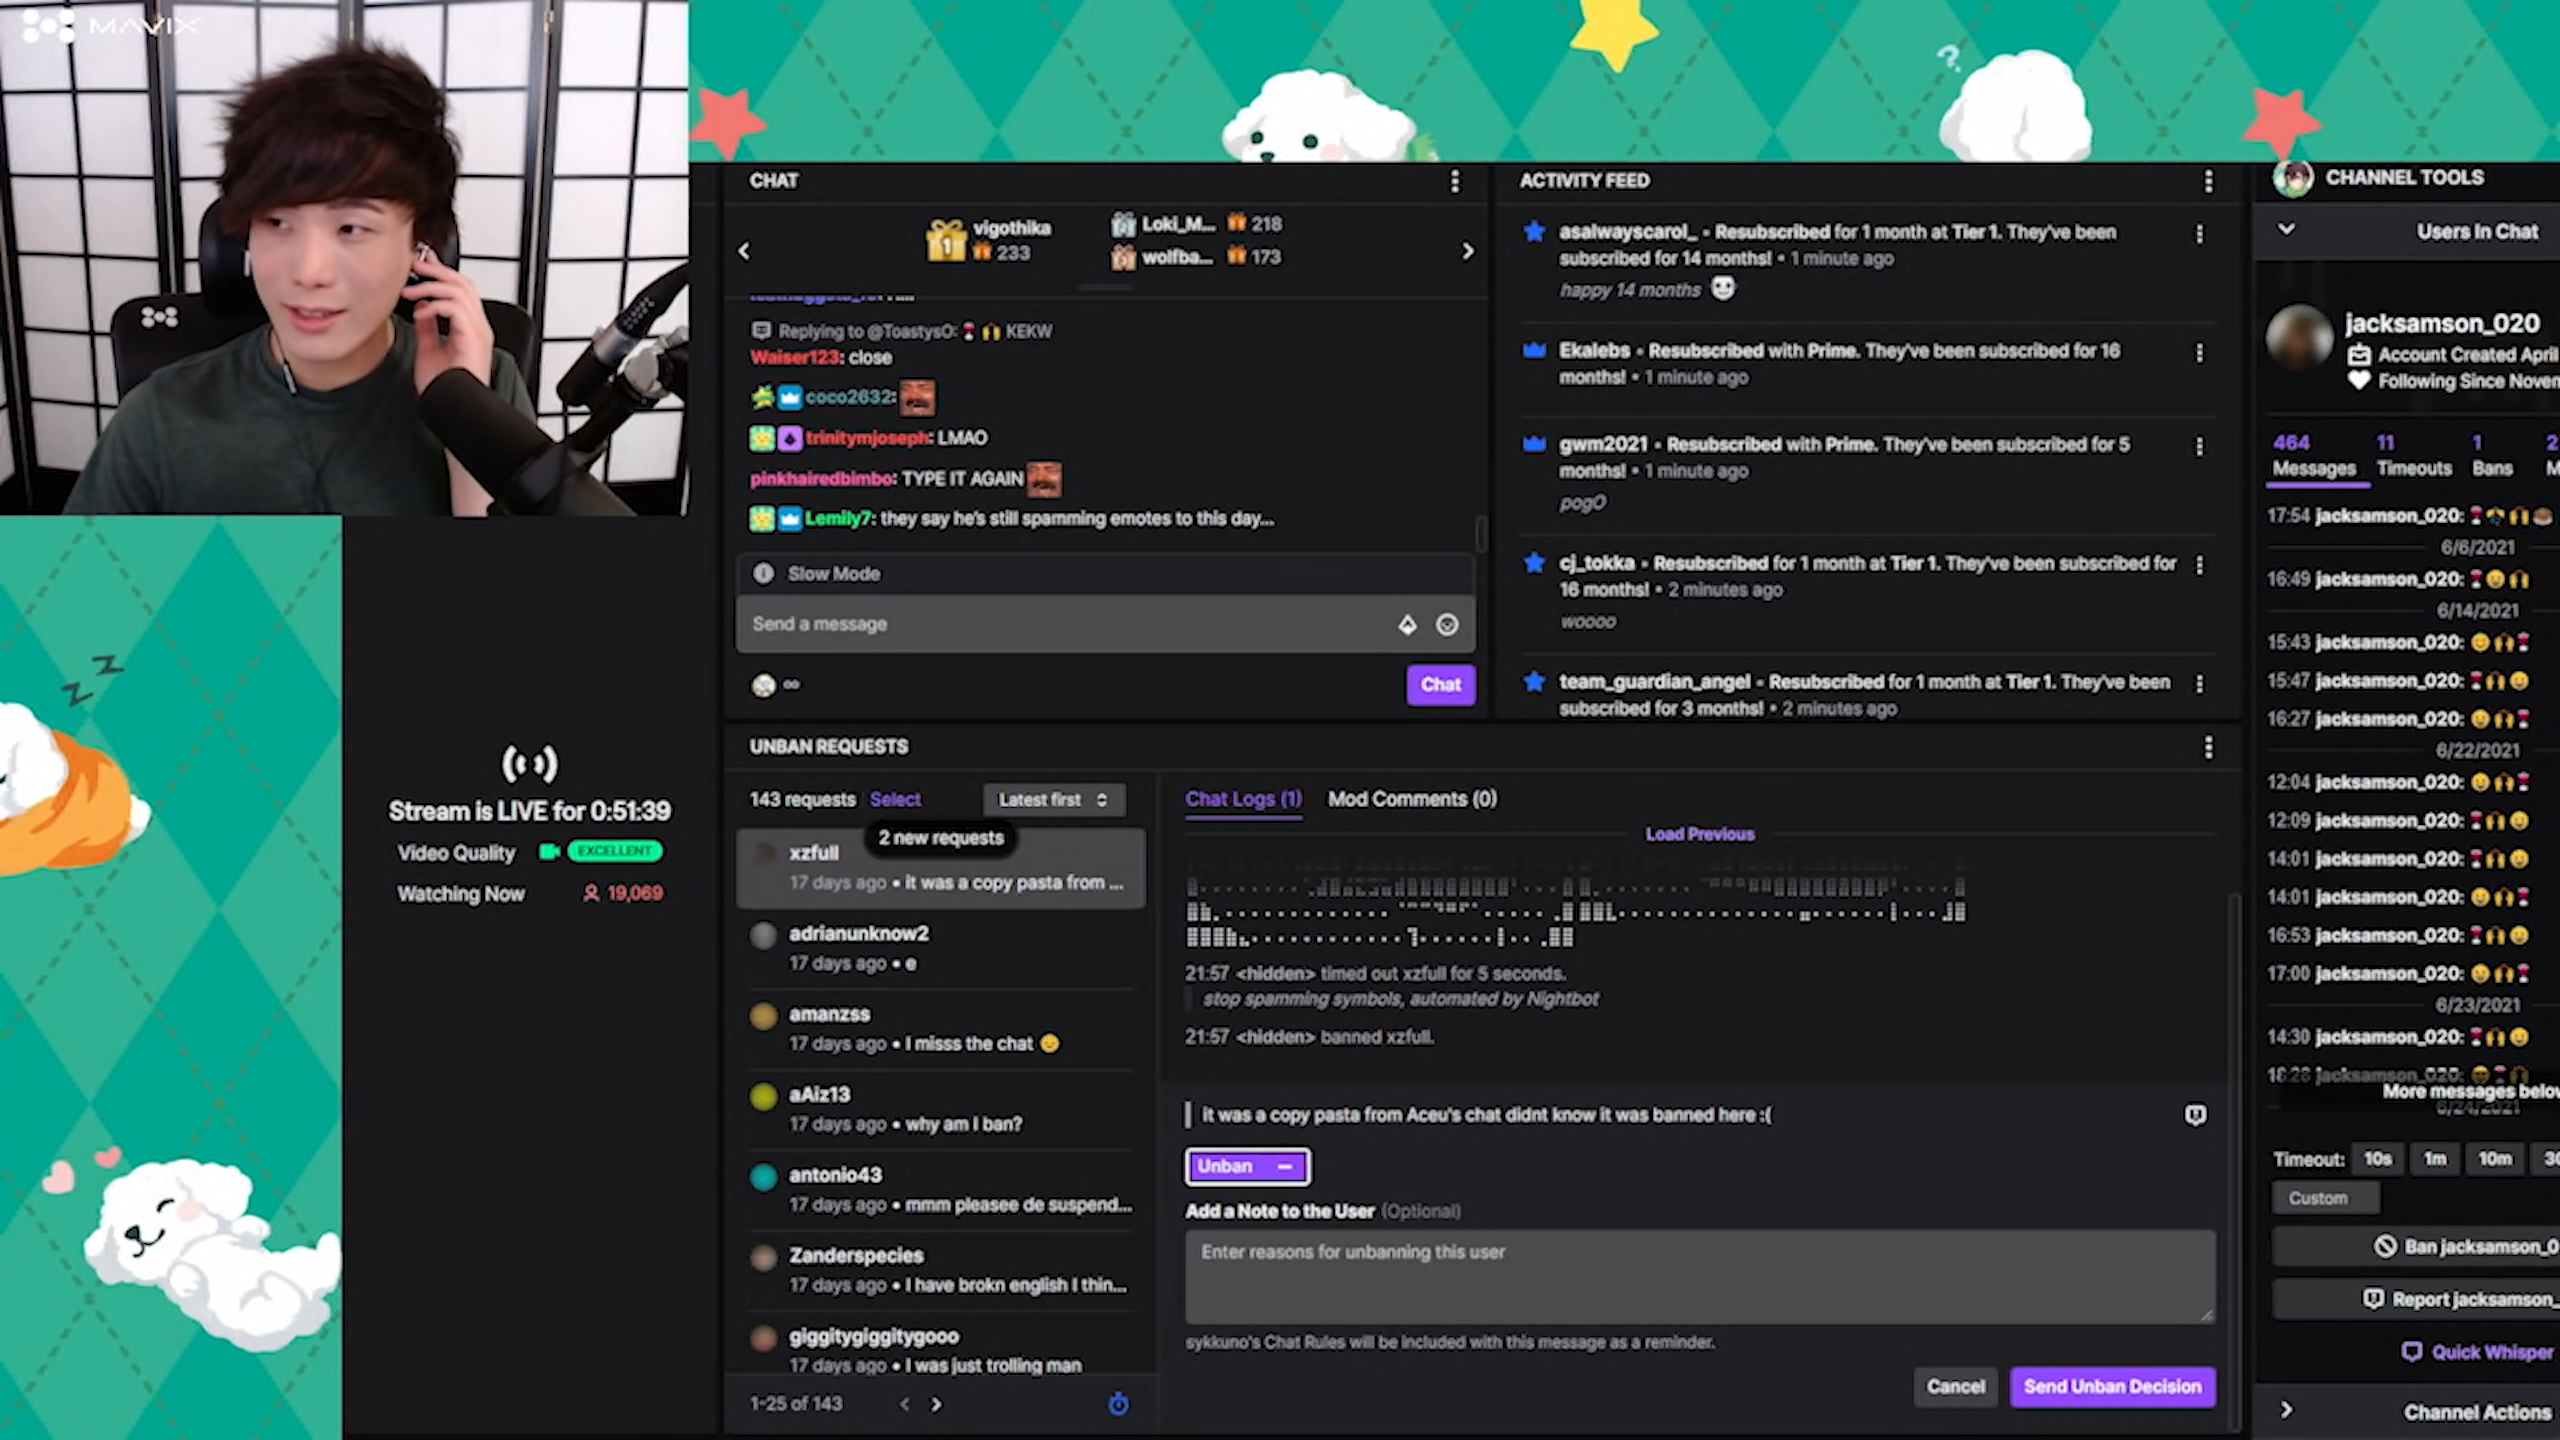 MAVIX
?
CHAT
vigothika
1
233
Loki_M... 218
wolfba... 173
Replying to @ToastysO: KEKW
Waiser123: close
coco2632:
trinitymjoseph: LMAO
pinkhairedbimbo: TYPE IT AGAIN
Lemily7: they say he's still spamming emotes to this day...
Slow Mode
Send a message
Chat
ACTIVITY FEED
asalwayscarol_ • Resubscribed for 1 month at Tier 1. They've been
subscribed for 14 months! • 1 minute ago
happy 14 months
Ekalebs • Resubscribed with Prime. They've been subscribed for 16
months! • 1 minute ago
gwm2021 • Resubscribed with Prime. They've been subscribed for 5
months! • 1 minute ago
pogO
cj_tokka • Resubscribed for 1 month at Tier 1. They've been subscribed for
16 months! • 2 minutes ago
woooo
team_guardian_angel • Resubscribed for 1 month at Tier 1. They've been
subscribed for 3 months! • 2 minutes ago
CHANNEL TOOLS
Users In Chat
jacksamson_020
Account Created April
Following Since Novem
464 11 1 2
Messages Timeouts Bans M
17:54 jacksamson_020:
6/6/2021
16:49 jacksamson_020:
6/14/2021
15:43 jacksamson_020:
15:47 jacksamson_020:
16:27 jacksamson_020:
6/22/2021
12:04 jacksamson_020:
12:09 jacksamson_020:
14:01 jacksamson_020:
14:01 jacksamson_020:
16:53 jacksamson_020:
17:00 jacksamson_020:
6/23/2021
14:30 jacksamson_020:
18:28 jacksamson_020:
More messages below
6/24/2021
Timeout: 10s 1m 10m 30
Custom
Ban jacksamson_0
Report jacksamson_
Quick Whisper
Channel Actions
z z
Stream is LIVE for 0:51:39
Video Quality EXCELLENT
Watching Now 19,069
UNBAN REQUESTS
143 requests Select Latest first
2 new requests
xzfull
17 days ago • it was a copy pasta from ...
adrianunknow2
17 days ago • e
amanzss
17 days ago • I misss the chat
aAiz13
17 days ago • why am I ban?
antonio43
17 days ago • mmm pleasee de suspend...
Zanderspecies
17 days ago • I have brokn english I thin...
giggitygiggitygooo
17 days ago • I was just trolling man
1-25 of 143
Chat Logs (1) Mod Comments (0)
Load Previous
21:57 <hidden> timed out xzfull for 5 seconds.
stop spamming symbols, automated by Nightbot
21:57 <hidden> banned xzfull.
it was a copy pasta from Aceu's chat didnt know it was banned here :(
Unban
Add a Note to the User (Optional)
Enter reasons for unbanning this user
sykkuno's Chat Rules will be included with this message as a reminder.
Cancel Send Unban Decision